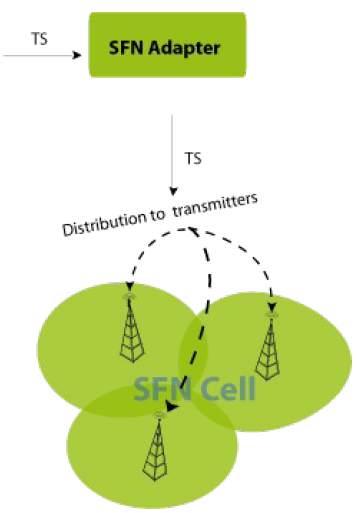 TS
SFN Adapter
TS
Distribution to transmitters
SFN Cell